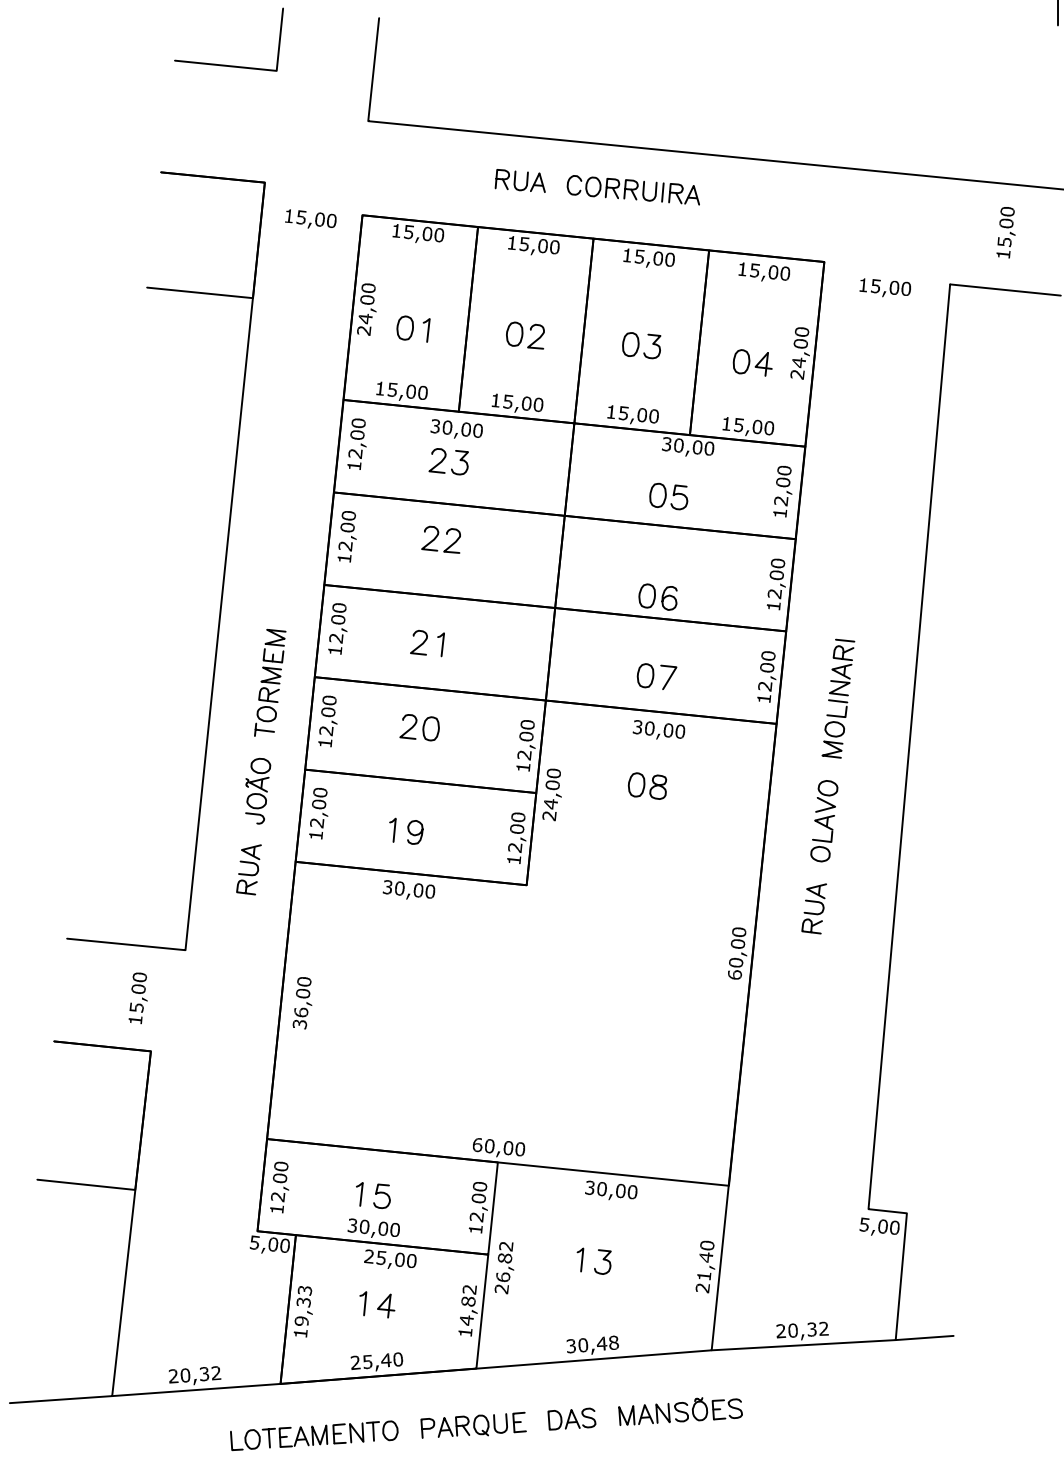 RUA CORRUIRA
15,00
15,00
15,00 15,00 15,00 15,00
15,00
24,00 01 02 03 04 24,00
15,00 15,00 15,00 15,00
12,00 30,00 30,00
23 05 12,00
12,00 22 06 12,00
12,00 21 07 12,00
12,00 20 12,00 30,00
08
24,00
12,00 19 12,00
30,00
RUA JOÃO TORMEM
RUA OLAVO MOLINARI
60,00
15,00
36,00
60,00
12,00 15 12,00 30,00
30,00
5,00 25,00
5,00
26,82 13 21,40
19,33 14 14,82
20,32 25,40 30,48 20,32
LOTEAMENTO PARQUE DAS MANSÕES